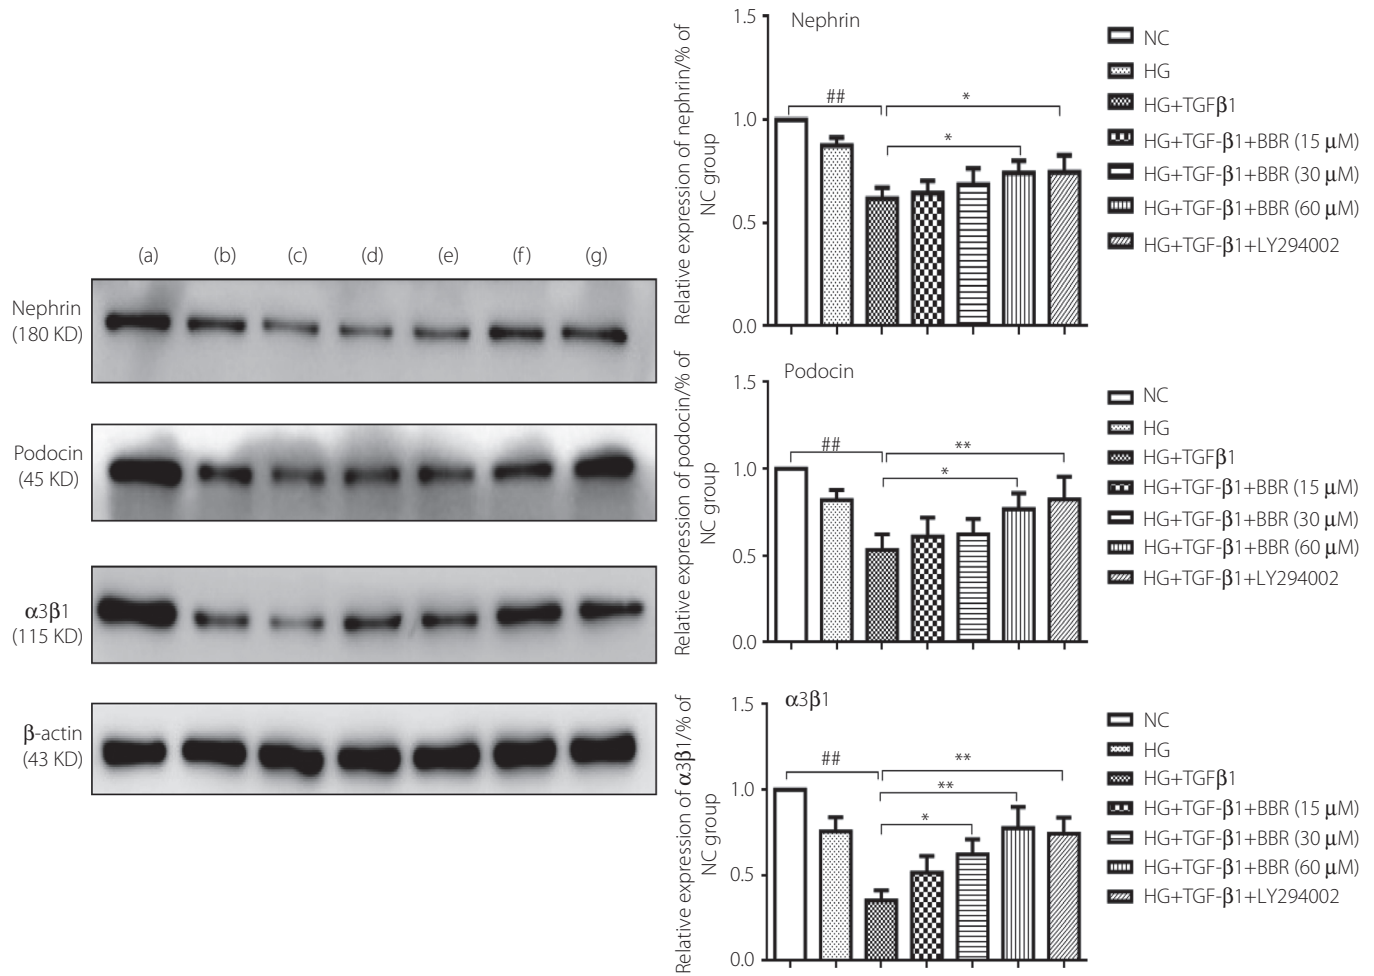 (a) (b) (c) (d) (e) (f) (g)
Nephrin
(180 KD)
Podocin
(45 KD)
α3β1
(115 KD)
β-actin
(43 KD)
Relative expression of nephrin/% of
NC group
Nephrin
1.5
1.0
0.5
0.0
##
*
*
NC
HG
HG+TGFβ1
HG+TGF-β1+BBR (15 μM)
HG+TGF-β1+BBR (30 μM)
HG+TGF-β1+BBR (60 μM)
HG+TGF-β1+LY294002
Relative expression of podocin/% of
NC group
Podocin
1.5
1.0
0.5
0.0
##
**
*
NC
HG
HG+TGFβ1
HG+TGF-β1+BBR (15 μM)
HG+TGF-β1+BBR (30 μM)
HG+TGF-β1+BBR (60 μM)
HG+TGF-β1+LY294002
Relative expression of α3β1/% of
NC group
α3β1
1.5
1.0
0.5
0.0
##
**
**
*
NC
HG
HG+TGFβ1
HG+TGF-β1+BBR (15 μM)
HG+TGF-β1+BBR (30 μM)
HG+TGF-β1+BBR (60 μM)
HG+TGF-β1+LY294002